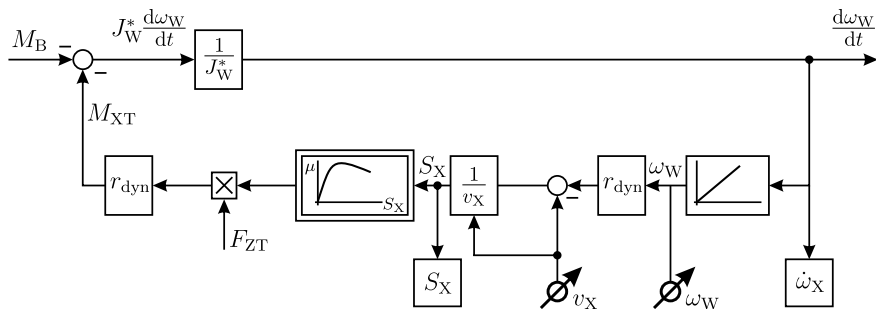 M_B
−
−
J*_W dω_W/dt
1/J*_W
dω_W/dt
M_XT
r_dyn
F_ZT
μ
S_X
S_X
1/v_X
−
r_dyn
ω_W
S_X
v_X
ω_W
ω̇_X